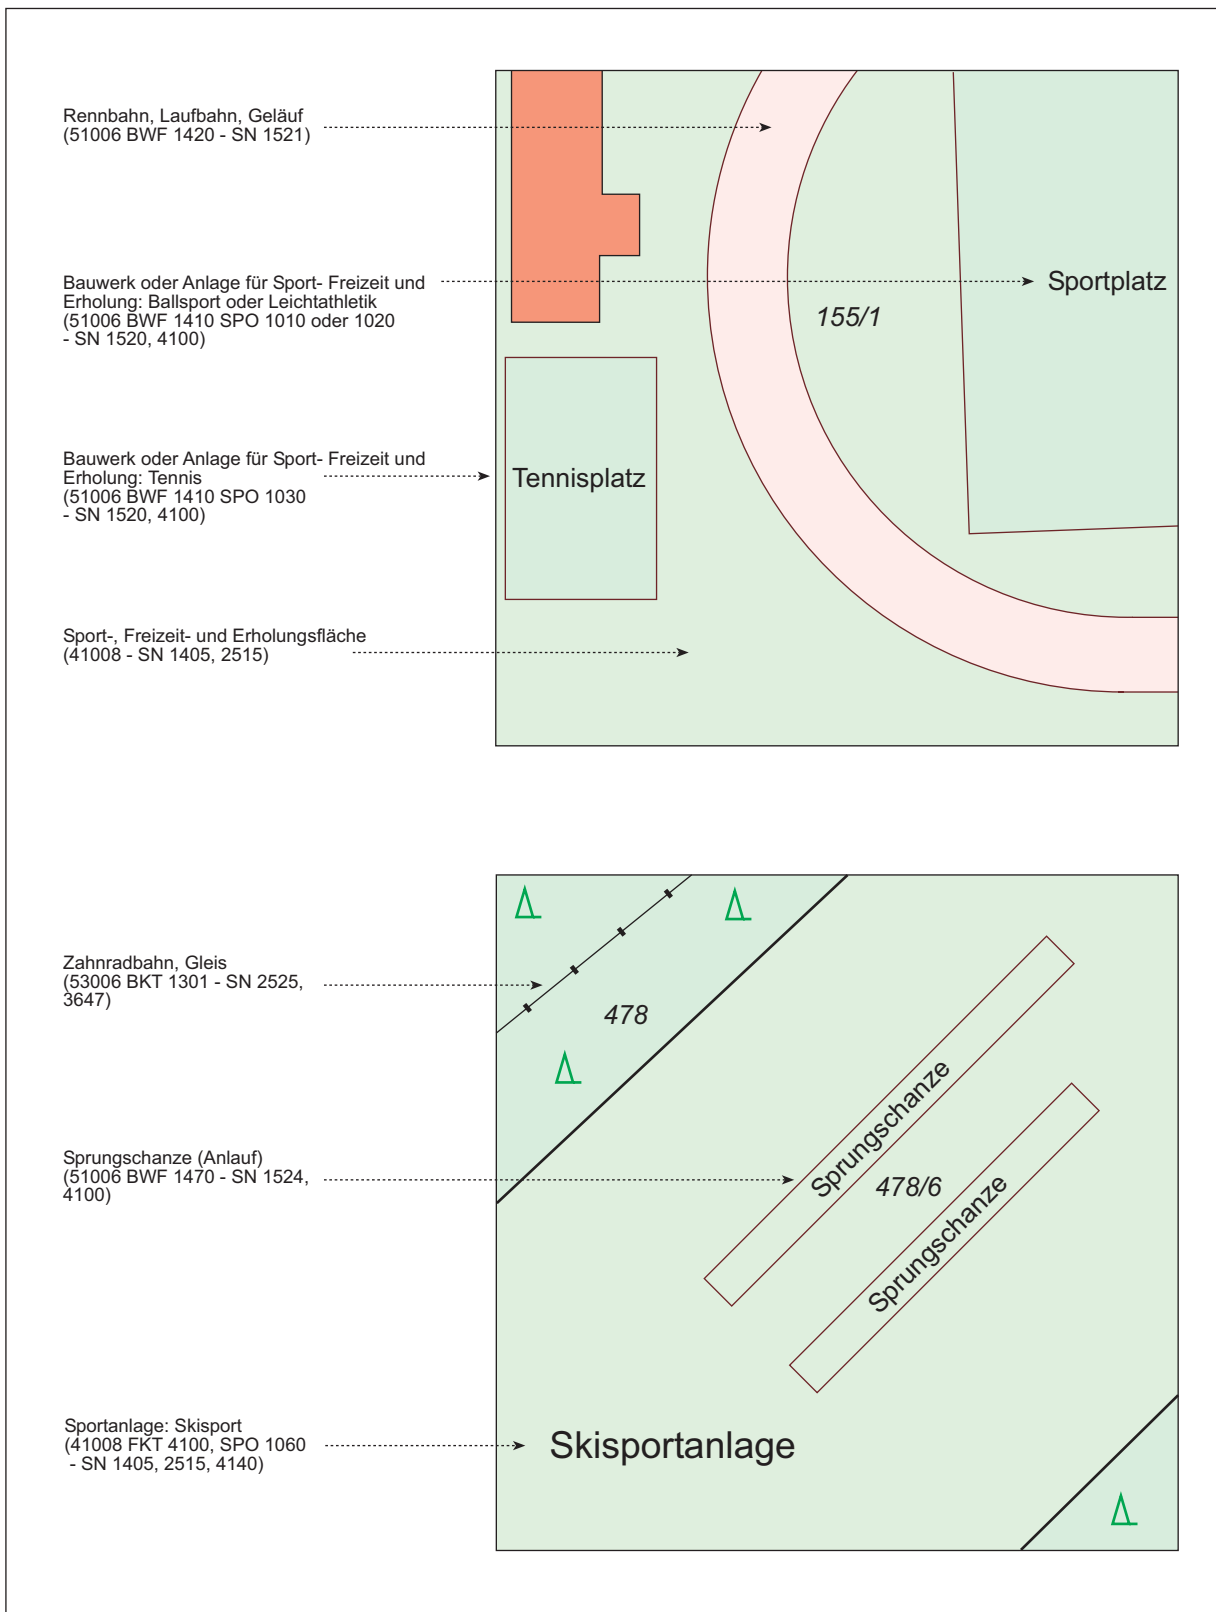 Rennbahn, Laufbahn, Geläuf
(51006 BWF 1420 - SN 1521)
Bauwerk oder Anlage für Sport- Freizeit und
Erholung: Ballsport oder Leichtathletik
(51006 BWF 1410 SPO 1010 oder 1020
- SN 1520, 4100)
Sportplatz
155/1
Bauwerk oder Anlage für Sport- Freizeit und
Erholung: Tennis
(51006 BWF 1410 SPO 1030
- SN 1520, 4100)
Tennisplatz
Sport-, Freizeit- und Erholungsfläche
(41008 - SN 1405, 2515)
Zahnradbahn, Gleis
(53006 BKT 1301 - SN 2525,
3647)
478
Sprungschanze (Anlauf)
(51006 BWF 1470 - SN 1524,
4100)
Sprungschanze
478/6
Sprungschanze
Sportanlage: Skisport
(41008 FKT 4100, SPO 1060
- SN 1405, 2515, 4140)
Skisportanlage